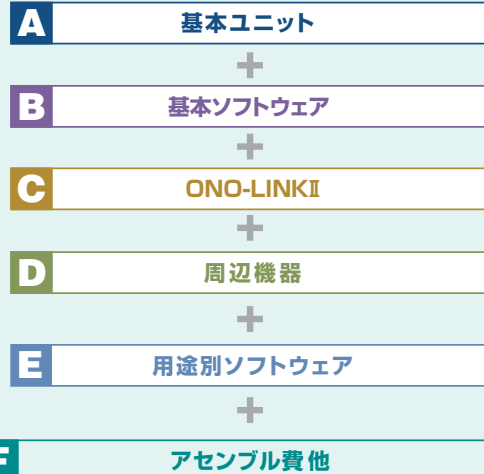 A 基本ユニット
+
B 基本ソフトウェア
+
C ONO-LINKⅡ
+
D 周辺機器
+
E 用途別ソフトウェア
+
F アセンブル費他